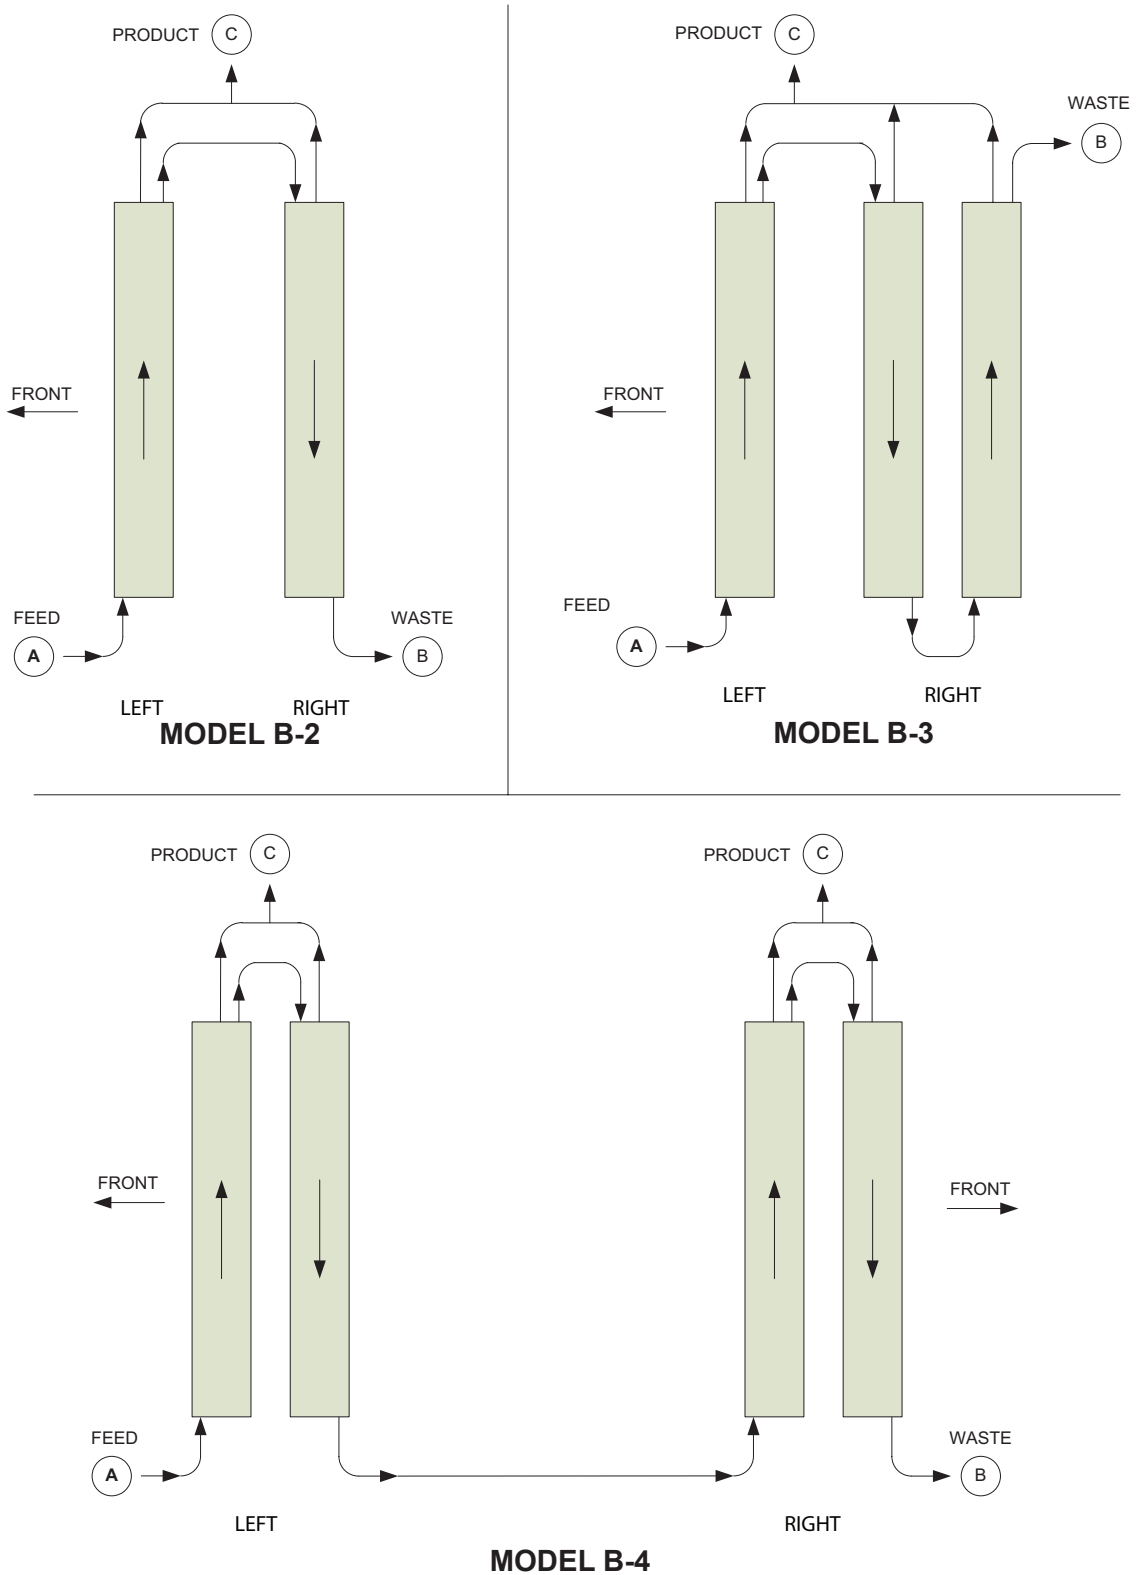 PRODUCT C
FRONT
FEED
A
WASTE
B
LEFT RIGHT
MODEL B-2
PRODUCT C
WASTE
B
FRONT
FEED
A
LEFT RIGHT
MODEL B-3
PRODUCT C
PRODUCT C
FRONT
FRONT
FEED
A
WASTE
B
LEFT RIGHT
MODEL B-4